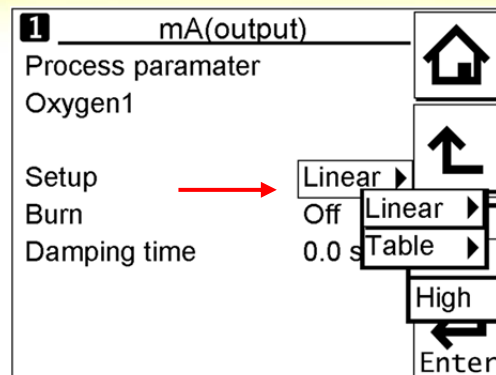 1 mA(output)
Process paramater
Oxygen1
Setup Linear
Burn Off Linear
Table
Damping time 0.0 s
High
Enter